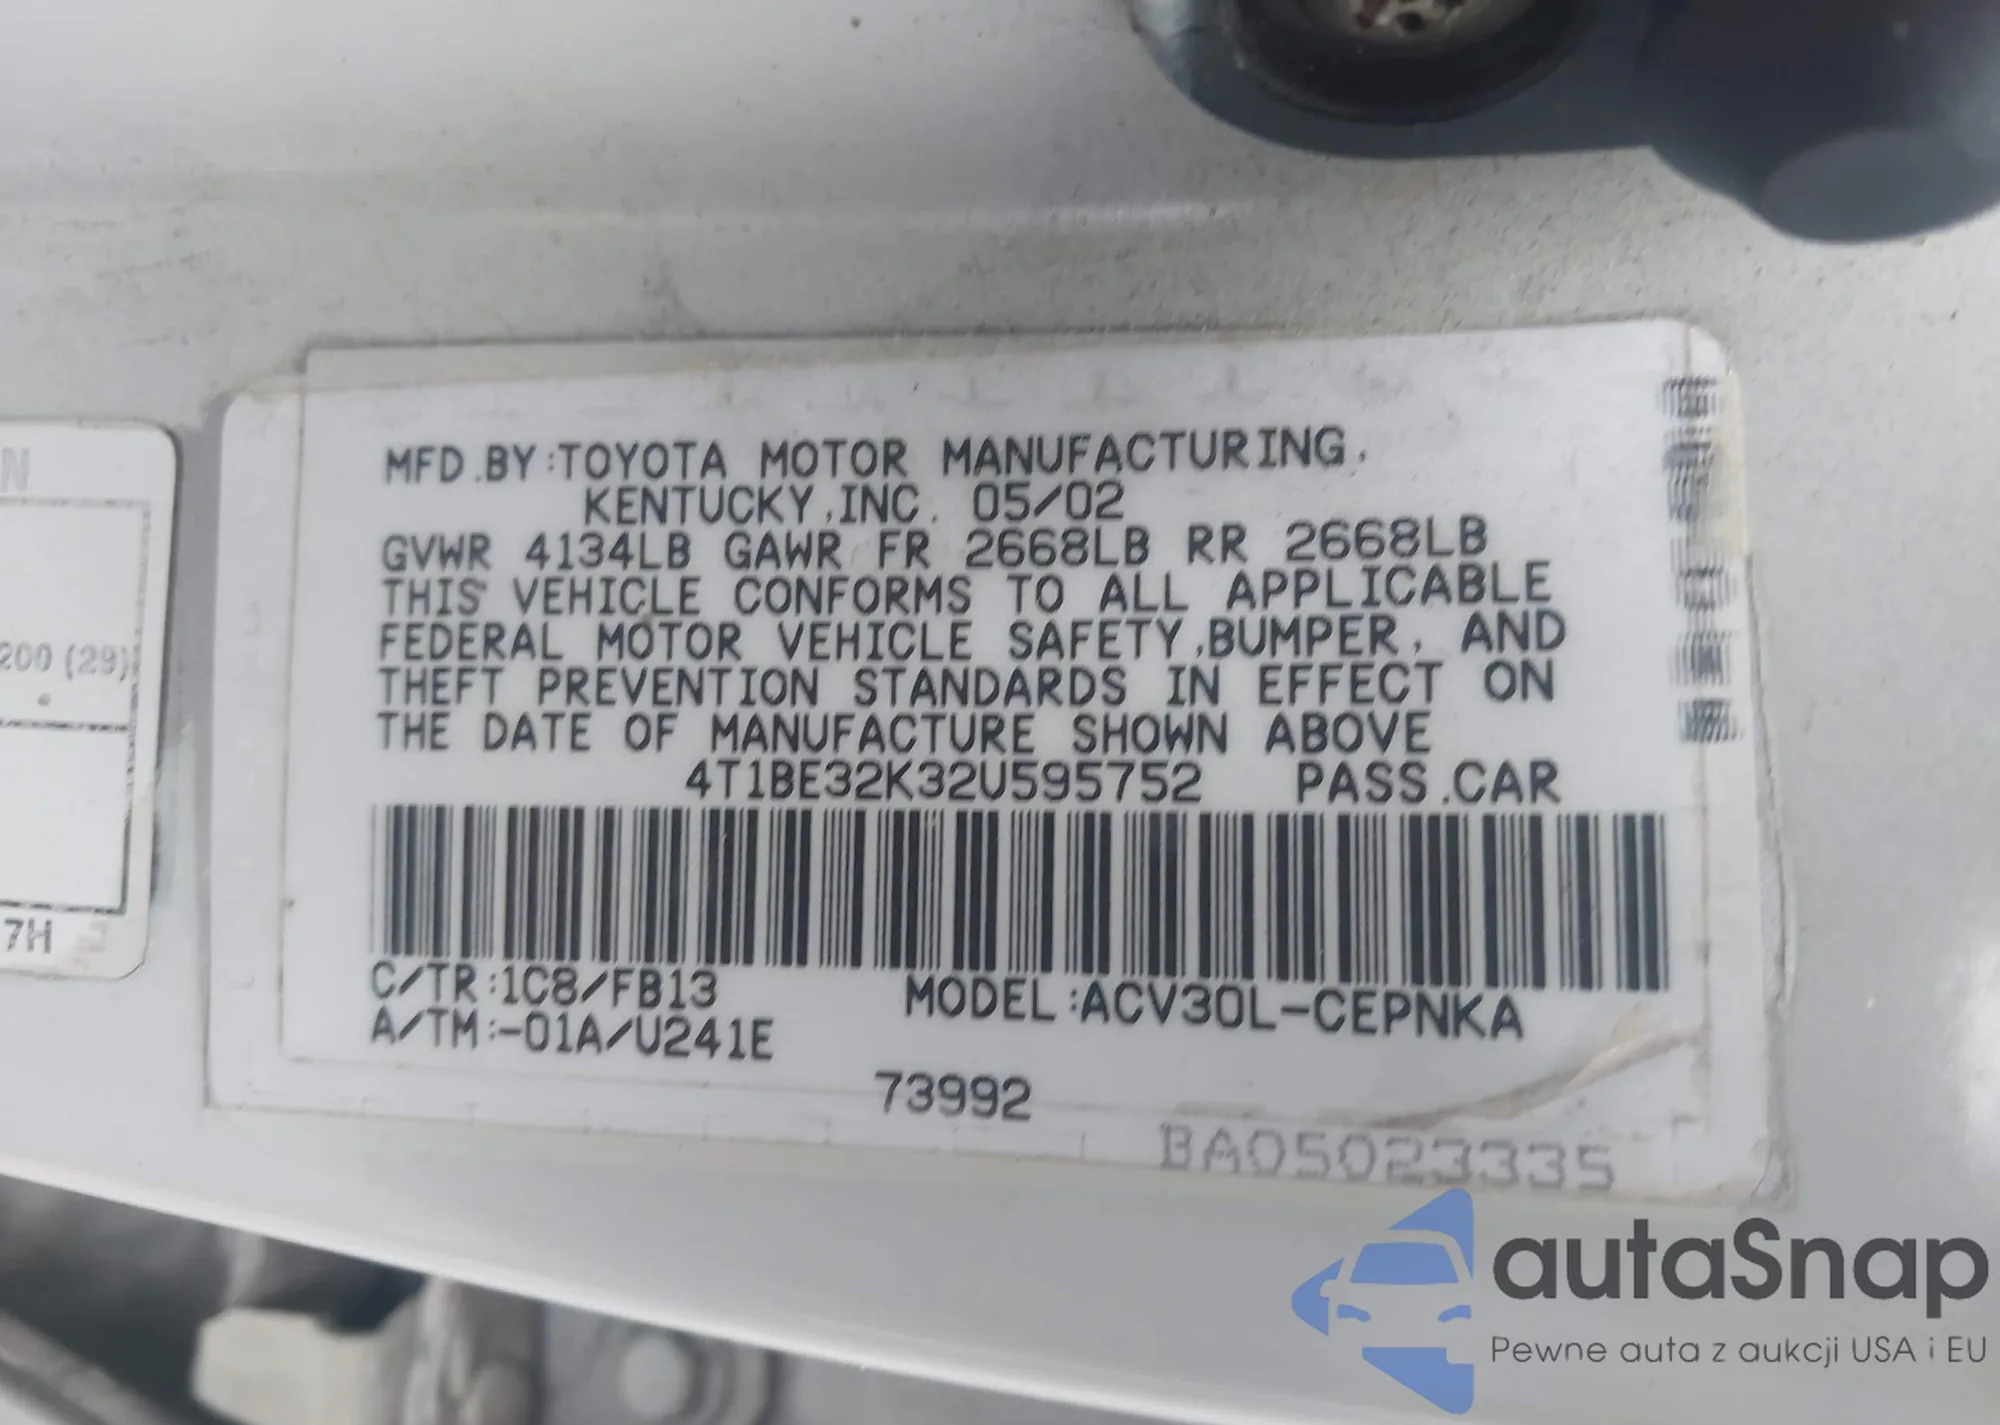 MFD.BY:TOYOTA MOTOR MANUFACTURING,
KENTUCKY,INC. 05/02
GVWR 4134LB GAWR FR 2668LB RR 2668LB
THIS VEHICLE CONFORMS TO ALL APPLICABLE
FEDERAL MOTOR VEHICLE SAFETY,BUMPER, AND
THEFT PREVENTION STANDARDS IN EFFECT ON
THE DATE OF MANUFACTURE SHOWN ABOVE
4T1BE32K32U595752 PASS.CAR
C/TR:1C8/FB13 MODEL:ACV30L-CEPNKA
A/TM:-01A/U241E
73992
BA05023335
N
200 (29)
7H
autaSnap
Pewne auta z aukcji USA i EU